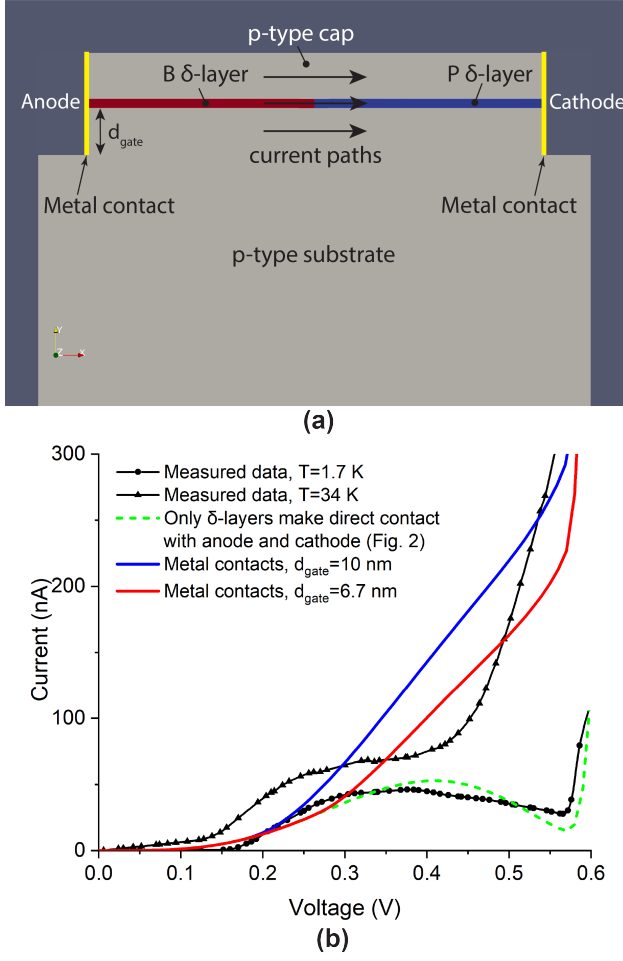 p-type cap
B δ-layer
P δ-layer
Anode
Cathode
d_gate
current paths
Metal contact
Metal contact
p-type substrate
y
z
x
(a)
300
Measured data, T=1.7 K
Measured data, T=34 K
Only δ-layers make direct contact
with anode and cathode (Fig. 2)
Metal contacts, d_gate=10 nm
Metal contacts, d_gate=6.7 nm
200
Current (nA)
100
0
0.0 0.1 0.2 0.3 0.4 0.5 0.6
Voltage (V)
(b)